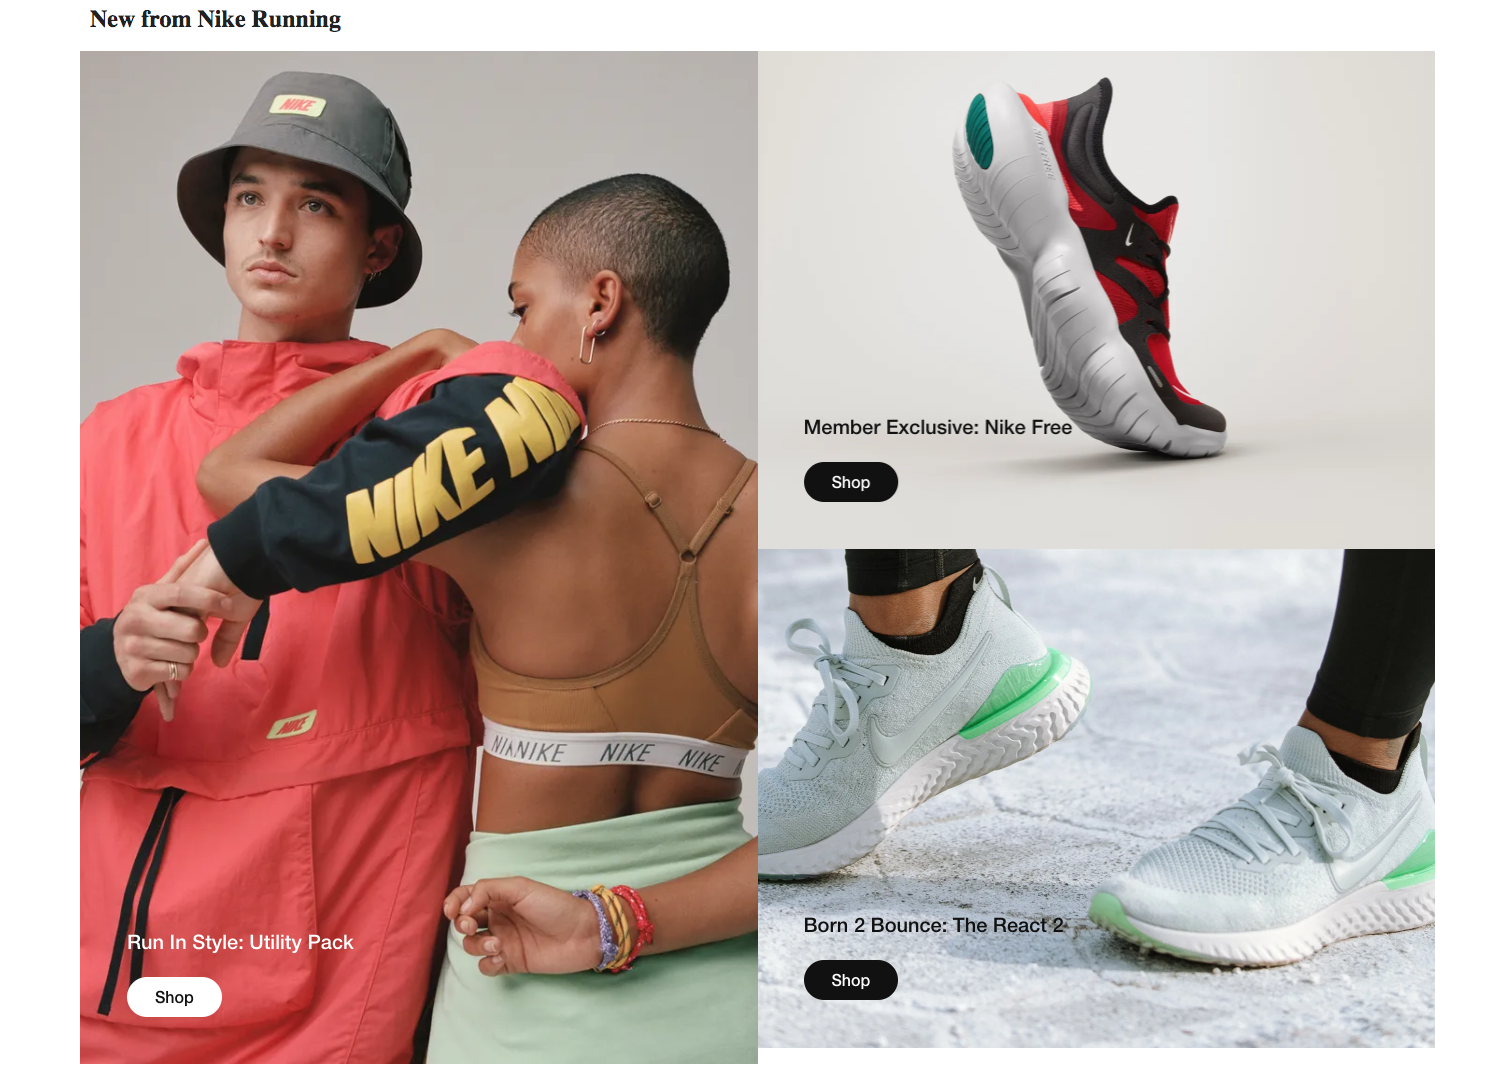 New from Nike Running
NIKE
NIKE NI
NIKE
NIKNIKE NIKE NIKE
Run In Style: Utility Pack
Shop
Member Exclusive: Nike Free
Shop
Born 2 Bounce: The React 2
Shop